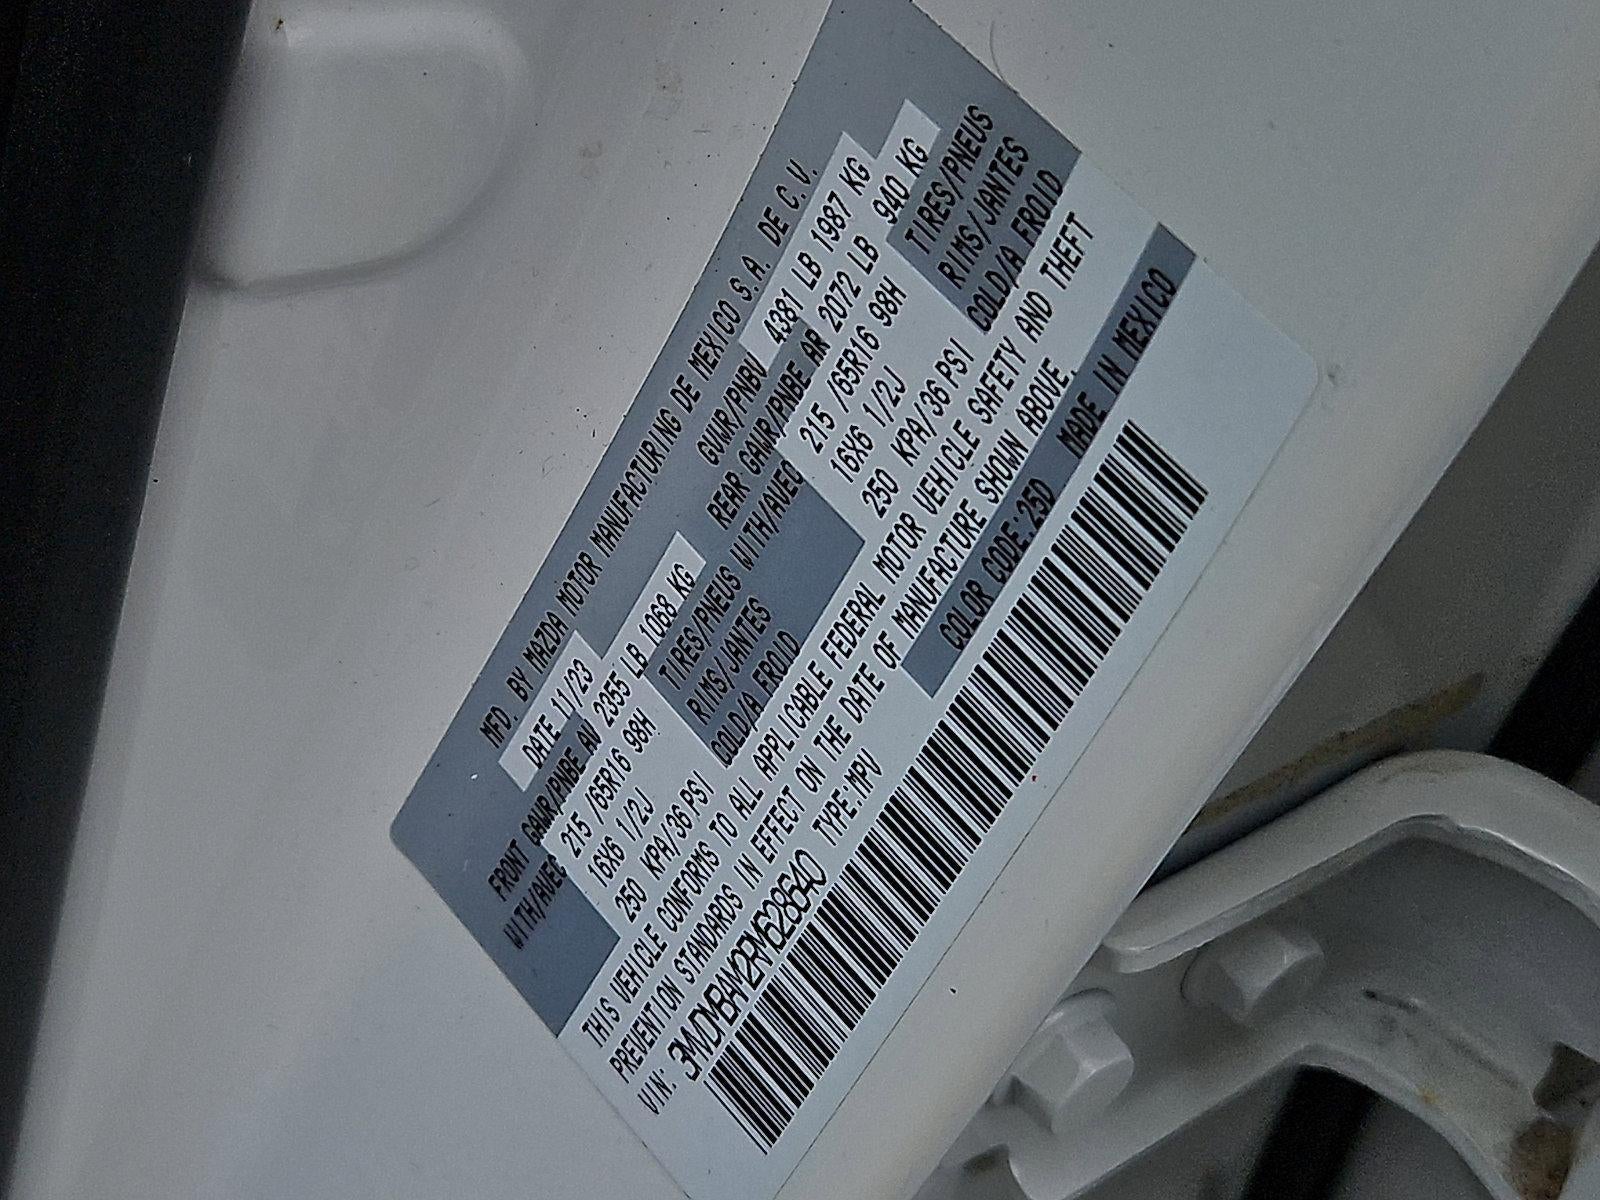 MFD. BY MAZDA MOTOR MANUFACTURING DE MEXICO S.A. DE C.V.
DATE 11/23 GVWR/PNBV 4381 LB 1987 KG
FRONT GAWR/PNBE AV 2355 LB 1068 KG REAR GAWR/PNBE AR 2072 LB 940 KG
WITH/AVEC 215 /65R16 98H TIRES/PNEUS WITH/AVEC 215 /65R16 98H TIRES/PNEUS
16X6 1/2J RIMS/JANTES 16X6 1/2J RIMS/JANTES
250 KPA/36 PSI COLD/A FROID 250 KPA/36 PSI COLD/A FROID
THIS VEHICLE CONFORMS TO ALL APPLICABLE FEDERAL MOTOR VEHICLE SAFETY AND THEFT
PREVENTION STANDARDS IN EFFECT ON THE DATE OF MANUFACTURE SHOWN ABOVE.
VIN: 3MVDMBAM2RM628840 TYPE:MPV COLOR CODE:25D MADE IN MEXICO